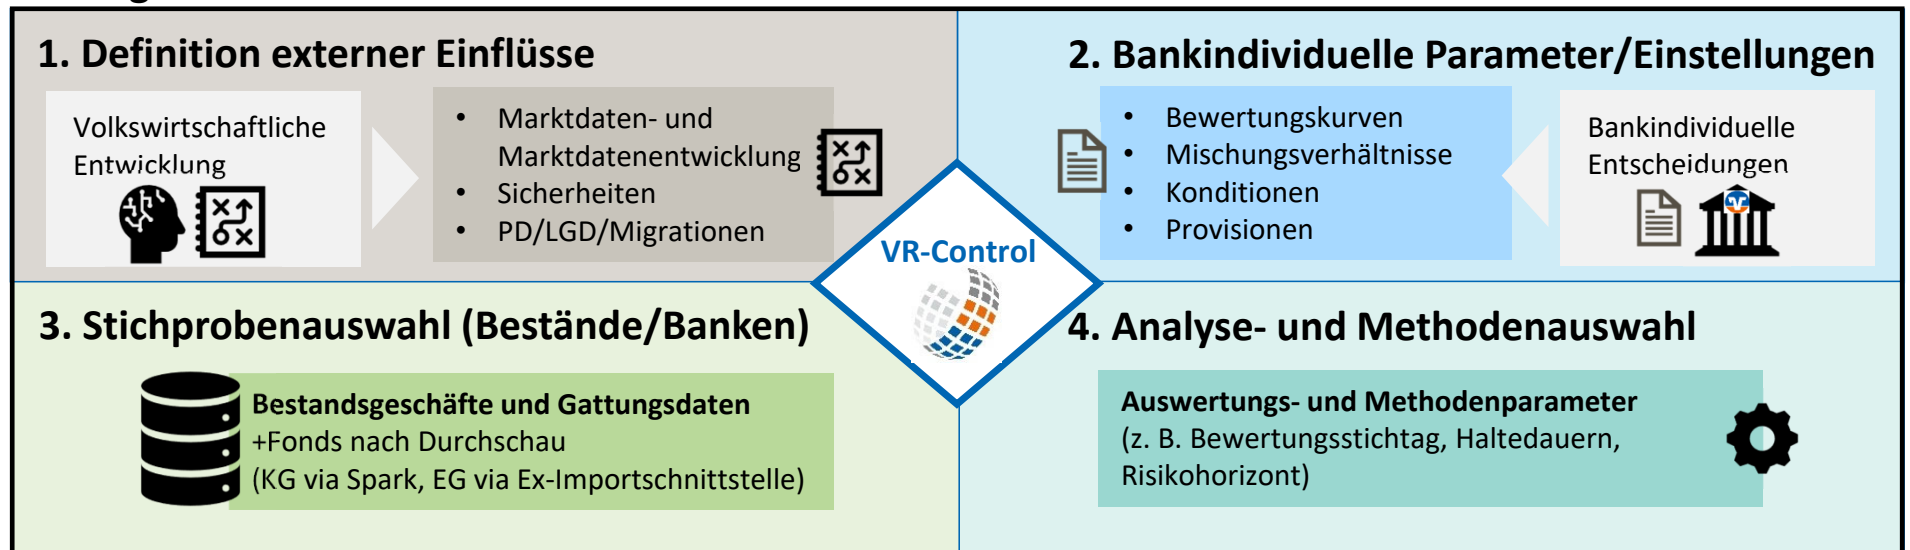 1. Definition externer Einflüsse
Volkswirtschaftliche
Entwicklung
• Marktdaten- und
Marktdatenentwicklung
• Sicherheiten
• PD/LGD/Migrationen
2. Bankindividuelle Parameter/Einstellungen
• Bewertungskurven
• Mischungsverhältnisse
• Konditionen
• Provisionen
Bankindividuelle
Entscheidungen
VR-Control
3. Stichprobenauswahl (Bestände/Banken)
Bestandsgeschäfte und Gattungsdaten
+Fonds nach Durchschau
(KG via Spark, EG via Ex-Importschnittstelle)
4. Analyse- und Methodenauswahl
Auswertungs- und Methodenparameter
(z. B. Bewertungsstichtag, Haltedauern,
Risikohorizont)